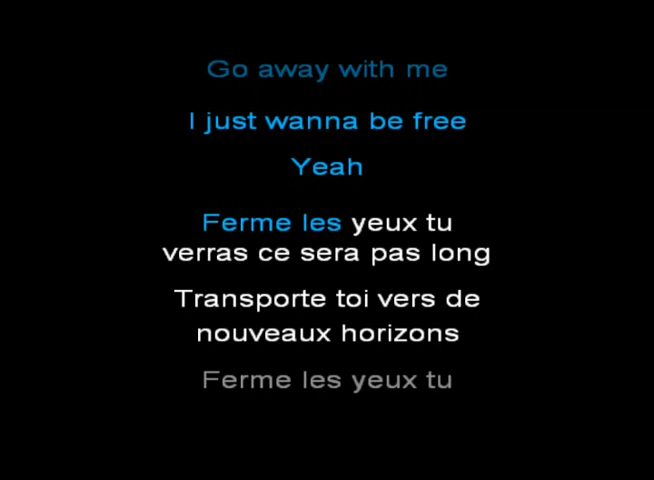 Go away with me
I just wanna be free
Yeah
Ferme les yeux tu
verras ce sera pas long
Transporte toi vers de
nouveaux horizons
Ferme les yeux tu